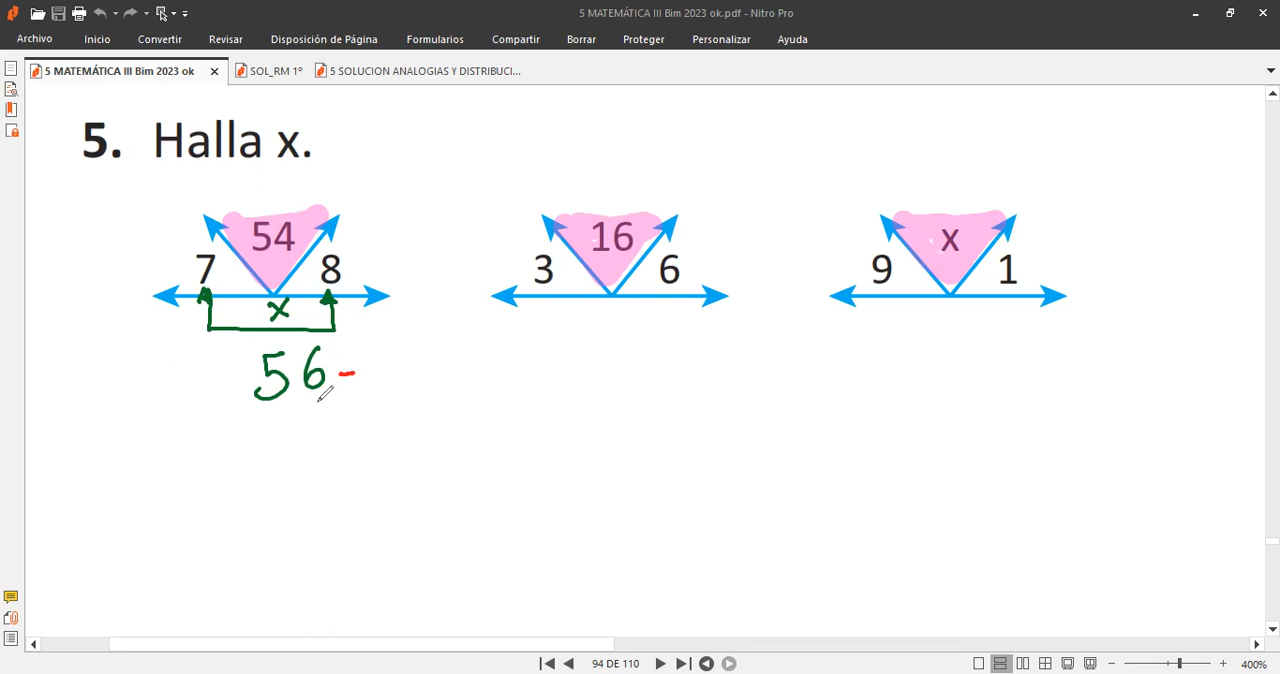 5 MATEMÁTICA III Bim 2023 ok.pdf - Nitro Pro
Archivo Inicio Convertir Revisar Disposición de Página Formularios Compartir Borrar Proteger Personalizar Ayuda
5 MATEMÁTICA III Bim 2023 ok SOL_RM 1º 5 SOLUCION ANALOGIAS Y DISTRIBUCI...
5. Halla x.
54 16 x
7 8 3 6 9 1
x
56 -
94 DE 110 400%